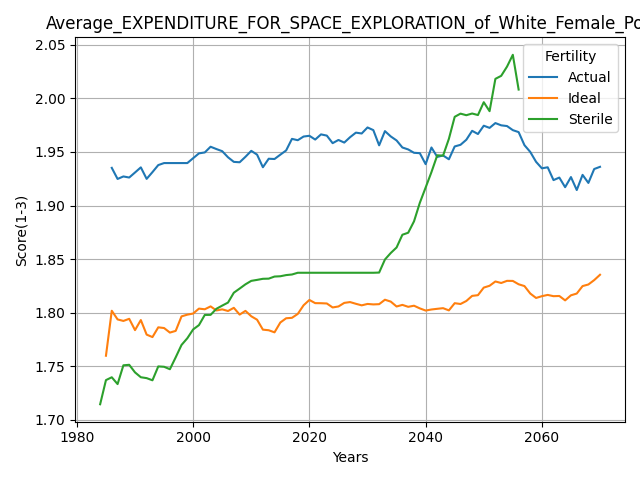 Average_EXPENDITURE_FOR_SPACE_EXPLORATION_of_White_Female_Po
2.05
2.00
1.95
1.90
1.85
1.80
1.75
1.70
Score(1-3)
Fertility
Actual
Ideal
Sterile
1980 2000 2020 2040 2060
Years